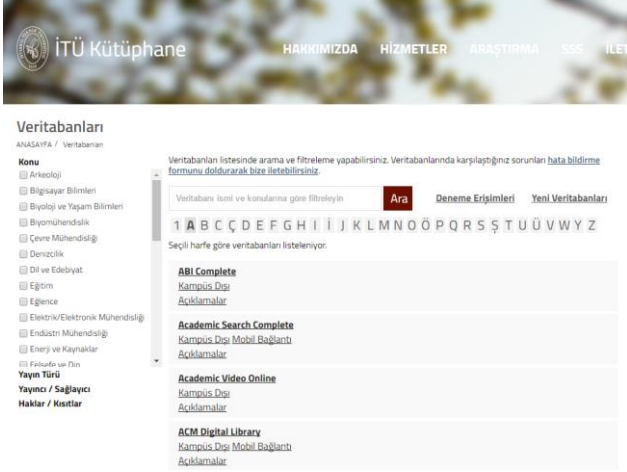 İTÜ Kütüphane
HAKKIMIZDA HİZMETLER ARAŞTIRMA SSS İLET
Veritabanları
ANASAYFA / Veritabanları
Konu
Arkeoloji
Bilgisayar Bilimleri
Biyoloji ve Yaşam Bilimleri
Biyomühendislik
Çevre Mühendisliği
Denizcilik
Dil ve Edebiyat
Eğitim
Eğlence
Elektrik/Elektronik Mühendisliği
Endüstri Mühendisliği
Enerji ve Kaynaklar
Felsefe ve Din
Yayın Türü
Yayıncı / Sağlayıcı
Haklar / Kısıtlar
Veritabanları listesinde arama ve filtreleme yapabilirsiniz. Veritabanlarında karşılaştığınız sorunları hata bildirme
formunu doldurarak bize iletebilirsiniz.
Veritabanı ismi ve konularına göre filtreleyin Ara Deneme Erişimleri Yeni Veritabanları
1 A B C Ç D E F G H I İ J K L M N O Ö P Q R S Ş T U Ü V W Y Z
Seçili harfe göre veritabanları listeleniyor.
ABI Complete
Kampüs Dışı
Açıklamalar
Academic Search Complete
Kampüs Dışı Mobil Bağlantı
Açıklamalar
Academic Video Online
Kampüs Dışı
Açıklamalar
ACM Digital Library
Kampüs Dışı Mobil Bağlantı
Açıklamalar